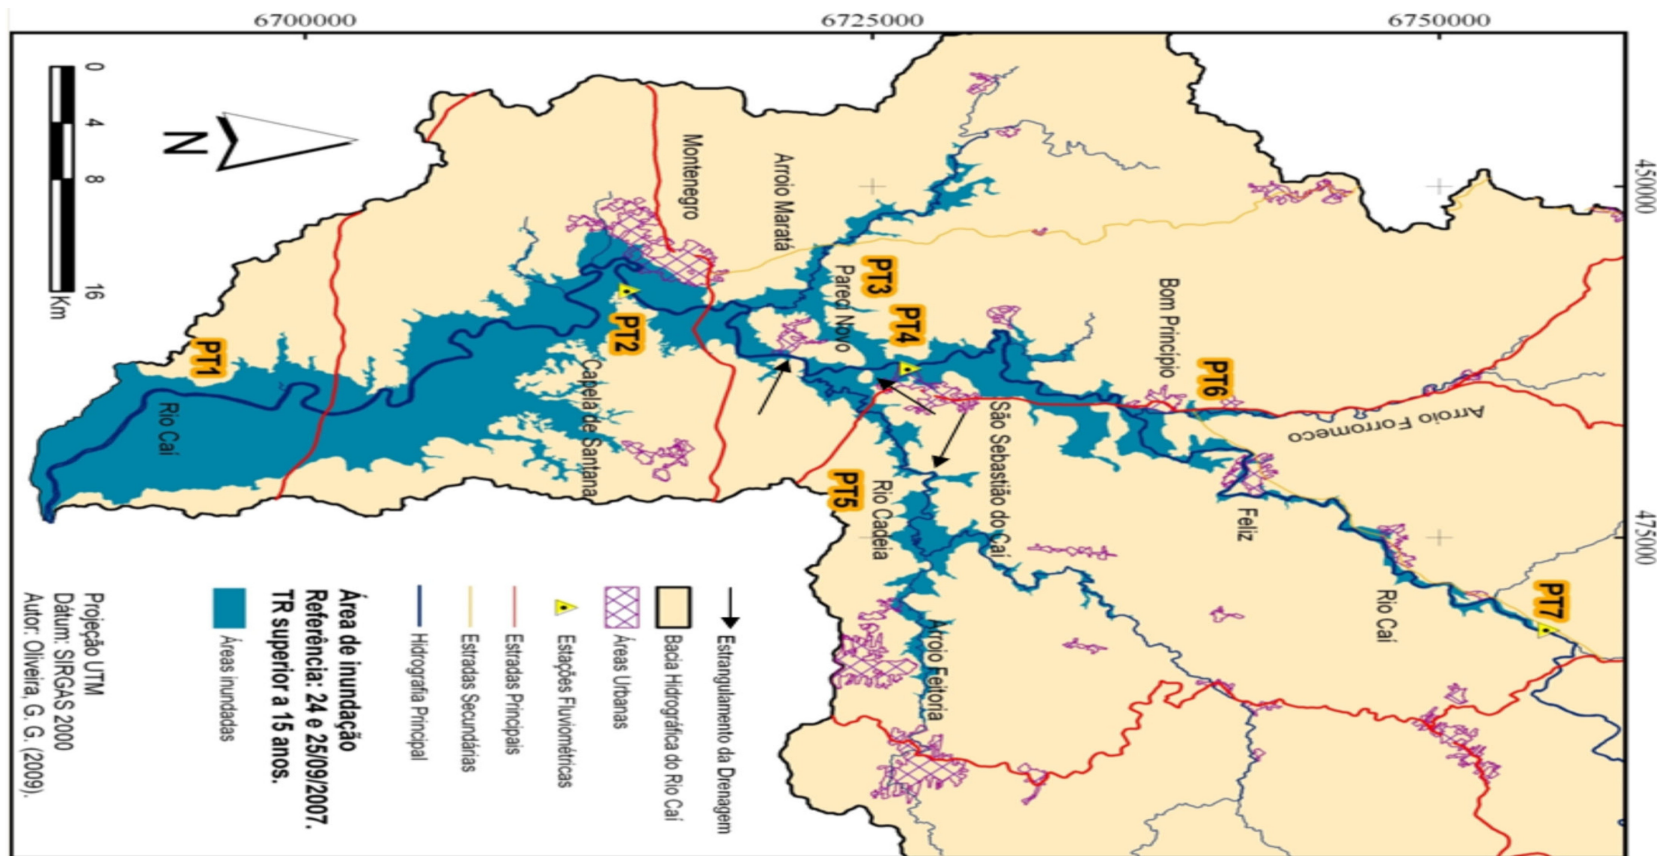 6700000
6725000
6750000
450000
475000
0
4
8
16
Km
N
Montenegro
Arroio Maratá
Pareci Novo
PT3
PT4
Bom Princípio
PT6
Arroio Forromeco
PT1
Rio Caí
PT2
Capela de Santana
São Sebastião do Caí
PT5
Rio Cadeia
Feliz
Arroio Feitoria
Rio Caí
PT7
Estrangulamento da Drenagem
Bacia Hidrográfica do Rio Caí
Áreas Urbanas
Estações Fluviométricas
Estradas Principais
Estradas Secundárias
Hidrografia Principal
Área de inundação
Referência: 24 e 25/09/2007.
TR superior a 15 anos.
Áreas inundadas
Projeção UTM
Dátum: SIRGAS 2000
Autor: Oliveira, G. G. (2009).